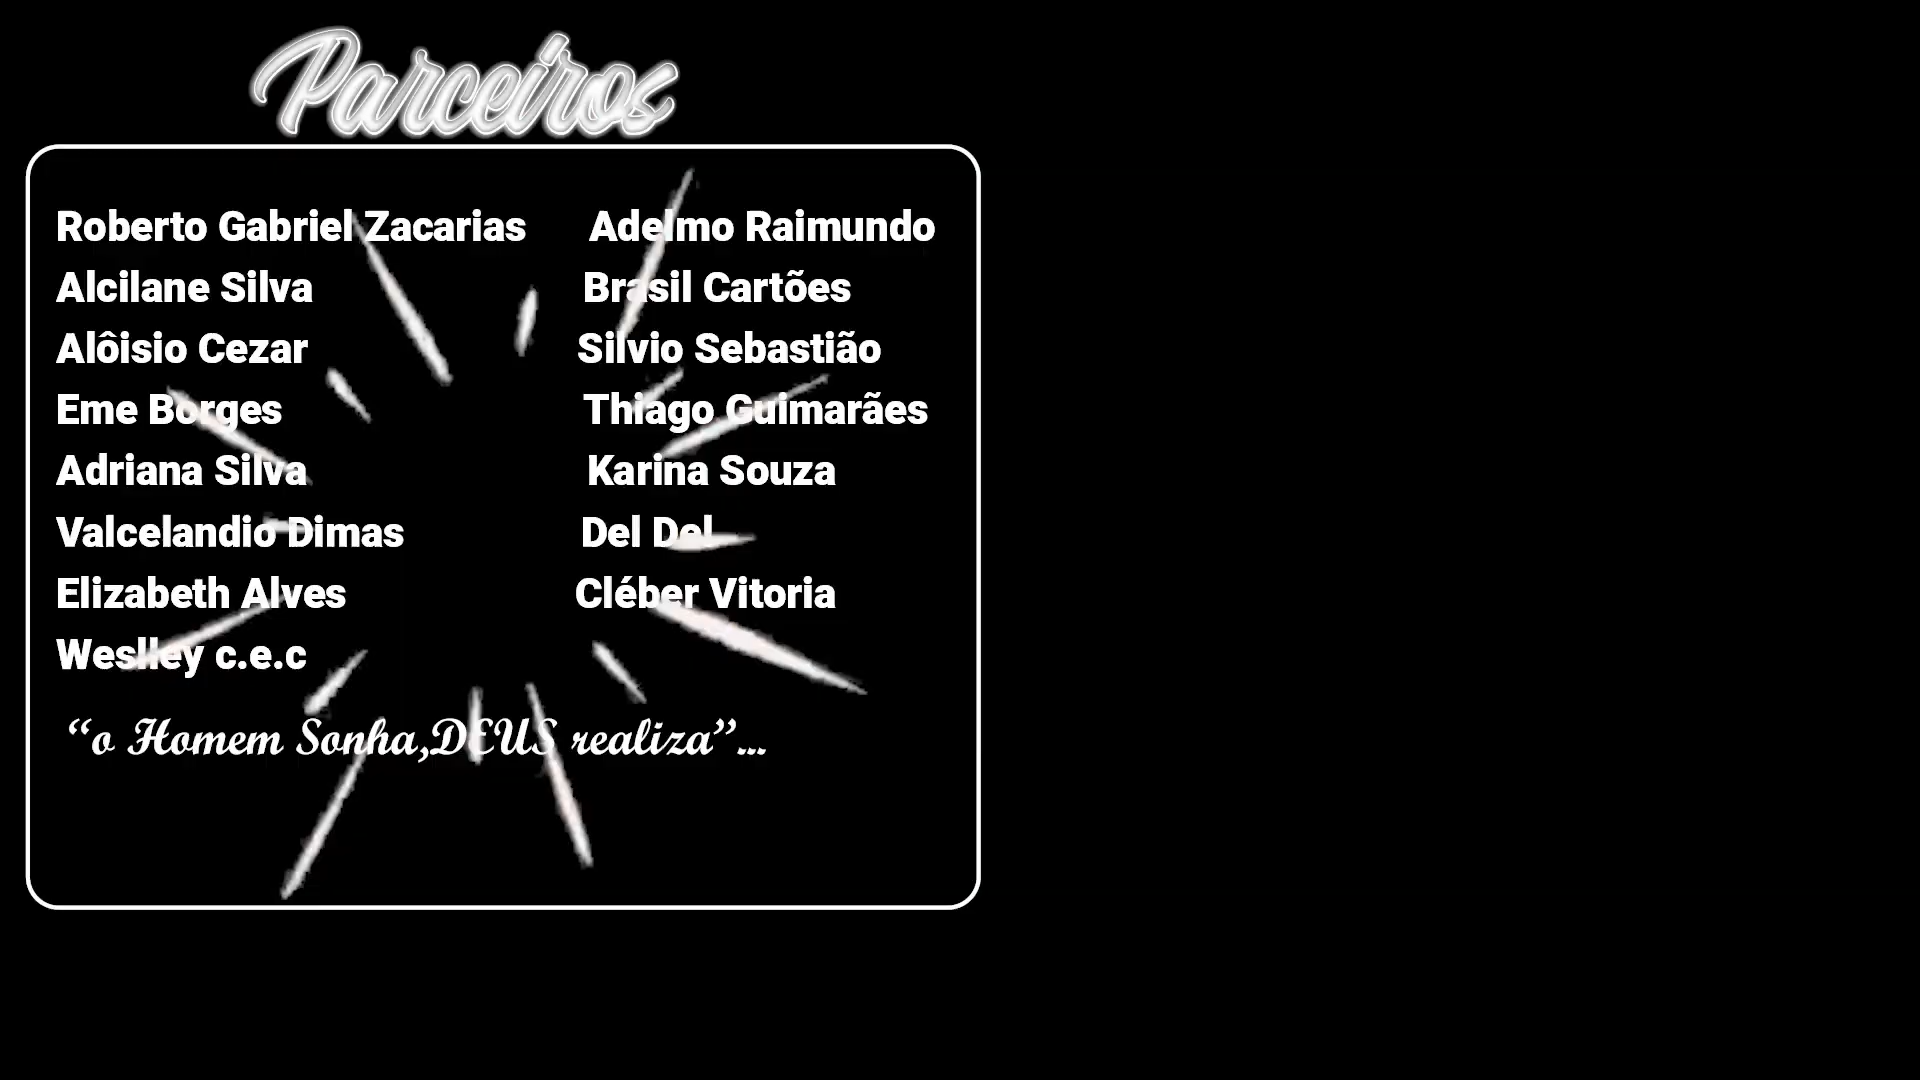 Parceiros
Roberto Gabriel Zacarias
Alcilane Silva
Alôisio Cezar
Eme Borges
Adriana Silva
Valcelandio Dimas
Elizabeth Alves
Weslley c.e.c
Adelmo Raimundo
Brasil Cartões
Silvio Sebastião
Thiago Guimarães
Karina Souza
Del Del
Cléber Vitoria
“o Homem Sonha,DEUS realiza”...